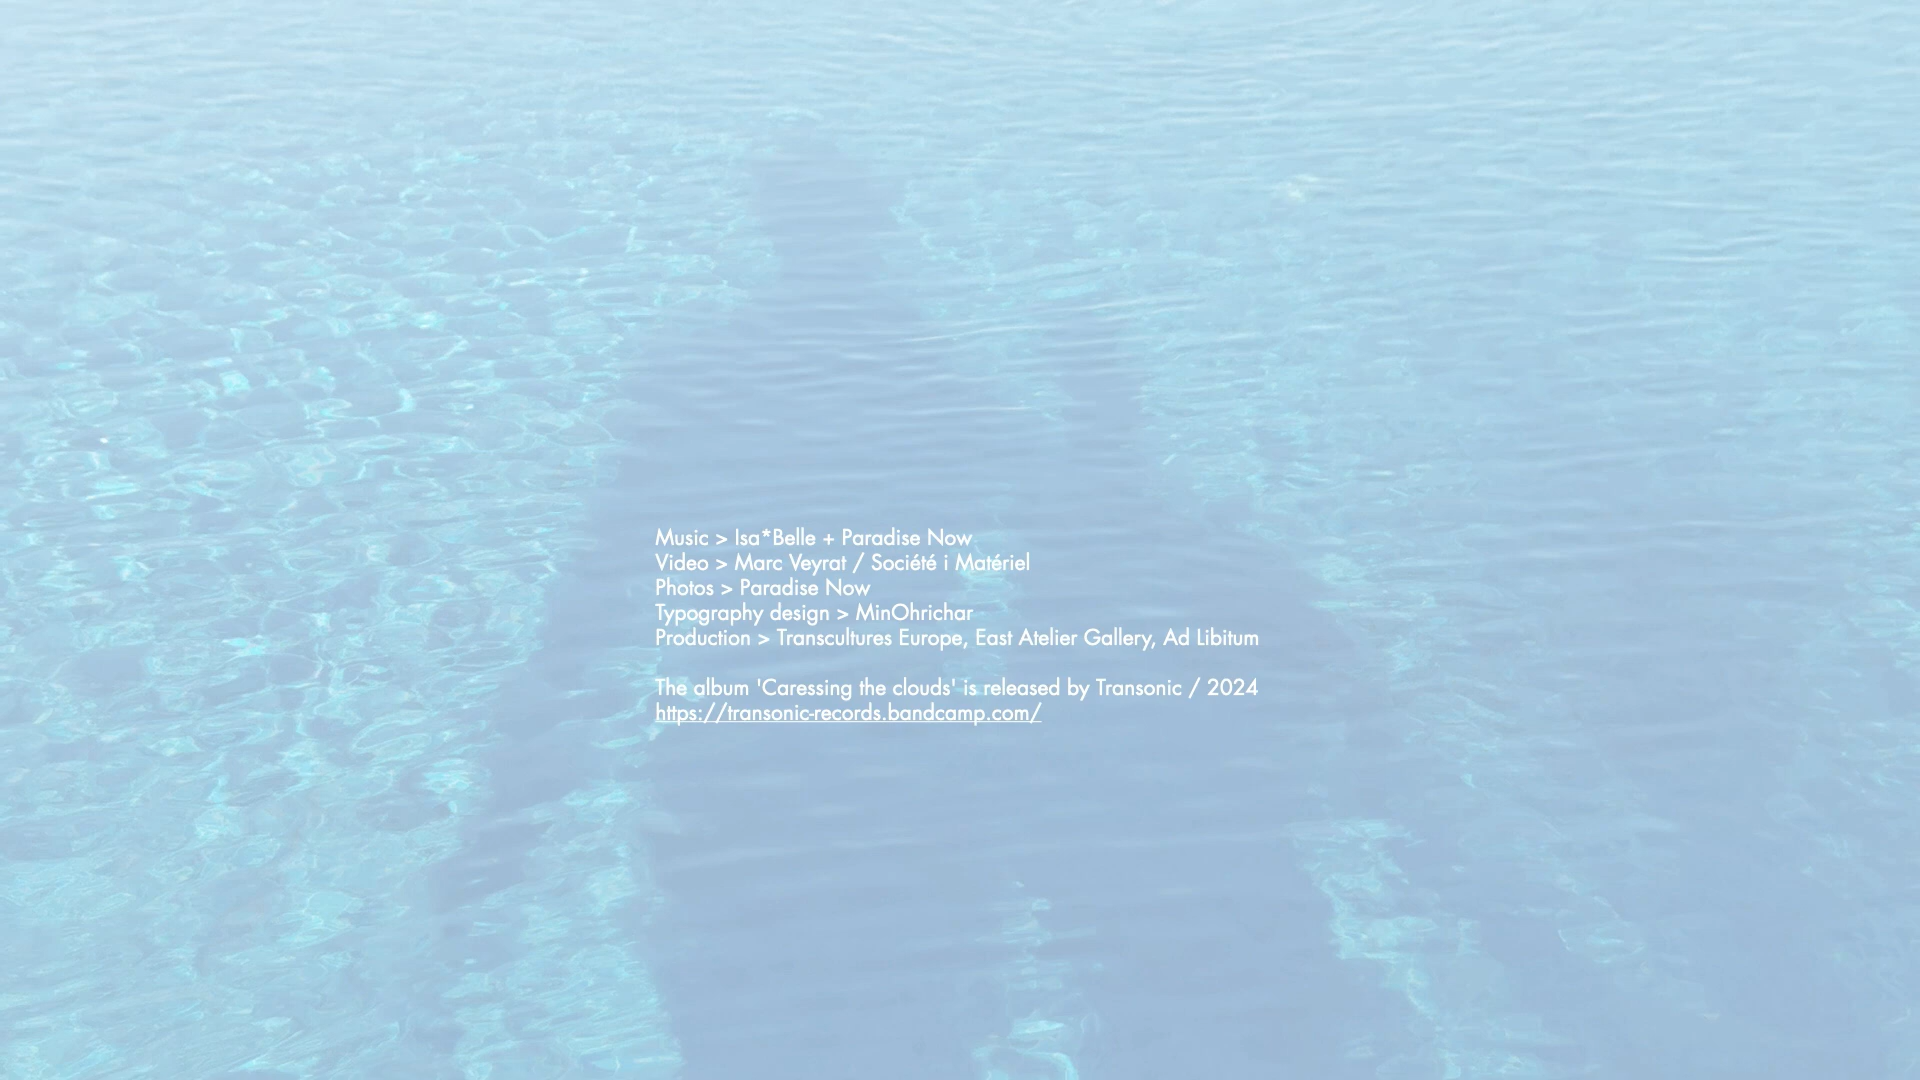 Music > Isa*Belle + Paradise Now
Video > Marc Veyrat / Société i Matériel
Photos > Paradise Now
Typography design > MinOhrichar
Production > Transcultures Europe, East Atelier Gallery, Ad Libitum
The album 'Caressing the clouds' is released by Transonic / 2024
https://transonic-records.bandcamp.com/